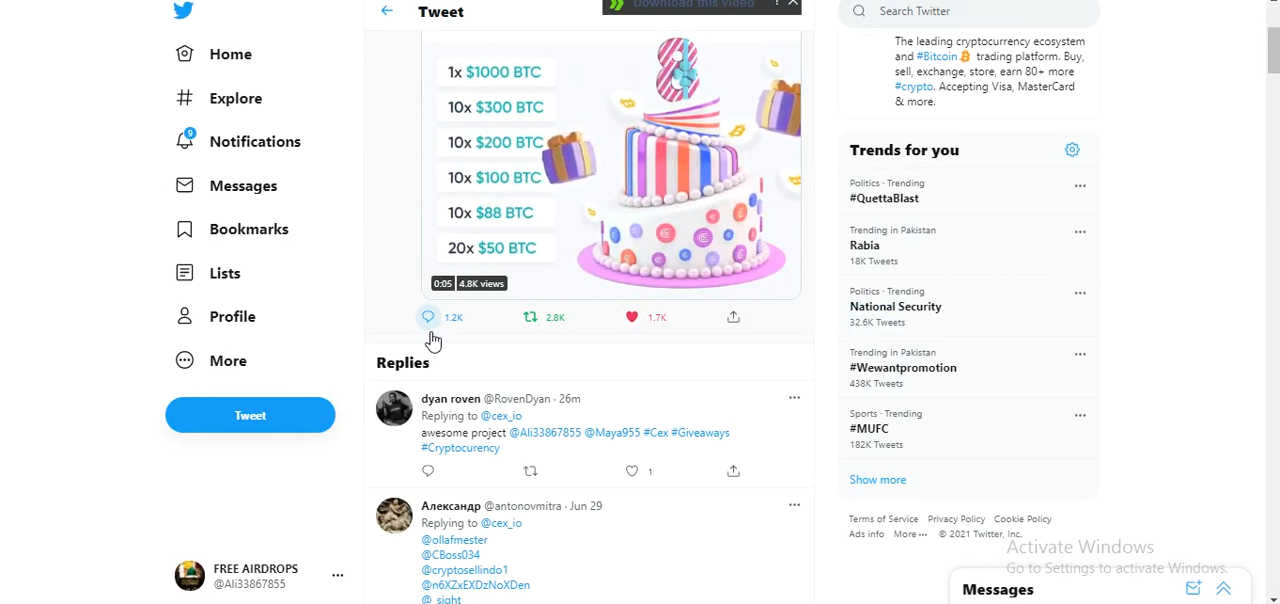 Home
Explore
9
Notifications
Messages
Bookmarks
Lists
Profile
More
Tweet
FREE AIRDROPS
@Ali33867855
Tweet
Download this video ? X
1x $1000 BTC
10x $300 BTC
10x $200 BTC
10x $100 BTC
10x $88 BTC
20x $50 BTC
8
0:05 4.8K views
1.2K 2.8K 1.7K
Replies
dyan roven @RovenDyan · 26m
Replying to @cex_io
awesome project @Ali33867855 @Maya955 #Cex #Giveaways
#Cryptocurency
1
Александр @antonovmitra · Jun 29
Replying to @cex_io
@ollafmester
@CBoss034
@cryptosellindo1
@n6XZxEXDzNoXDen
@_sight
Search Twitter
The leading cryptocurrency ecosystem
and #Bitcoin trading platform. Buy,
sell, exchange, store, earn 80+ more
#crypto. Accepting Visa, MasterCard
& more.
Trends for you
Politics · Trending
#QuettaBlast
Trending in Pakistan
Rabia
18K Tweets
Politics · Trending
National Security
32.6K Tweets
Trending in Pakistan
#Wewantpromotion
438K Tweets
Sports · Trending
#MUFC
182K Tweets
Show more
Terms of Service Privacy Policy Cookie Policy
Ads info More ··· © 2021 Twitter, Inc.
Activate Windows
Go to Settings to activate Windows.
Messages